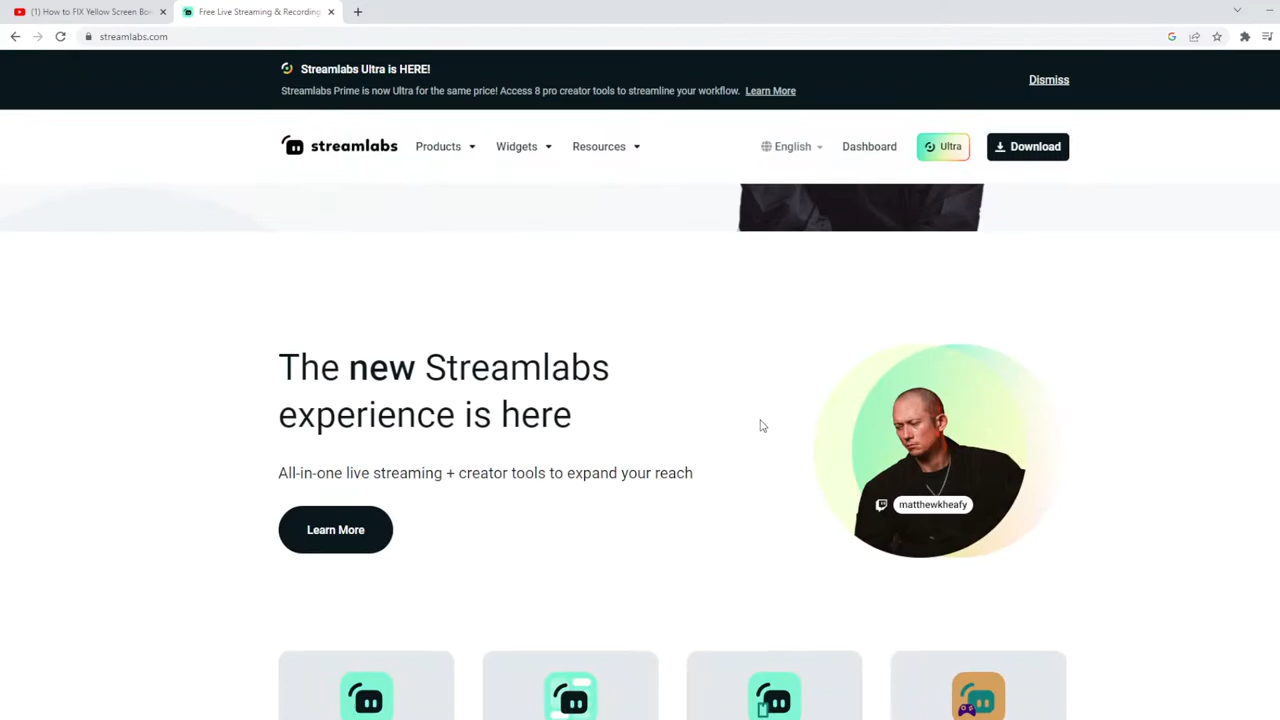 (1) How to FIX Yellow Screen Bor
Free Live Streaming & Recording
streamlabs.com
Streamlabs Ultra is HERE!
Streamlabs Prime is now Ultra for the same price! Access 8 pro creator tools to streamline your workflow. Learn More
Dismiss
streamlabs Products Widgets Resources English Dashboard Ultra Download
The new Streamlabs
experience is here
All-in-one live streaming + creator tools to expand your reach
Learn More
matthewkheafy